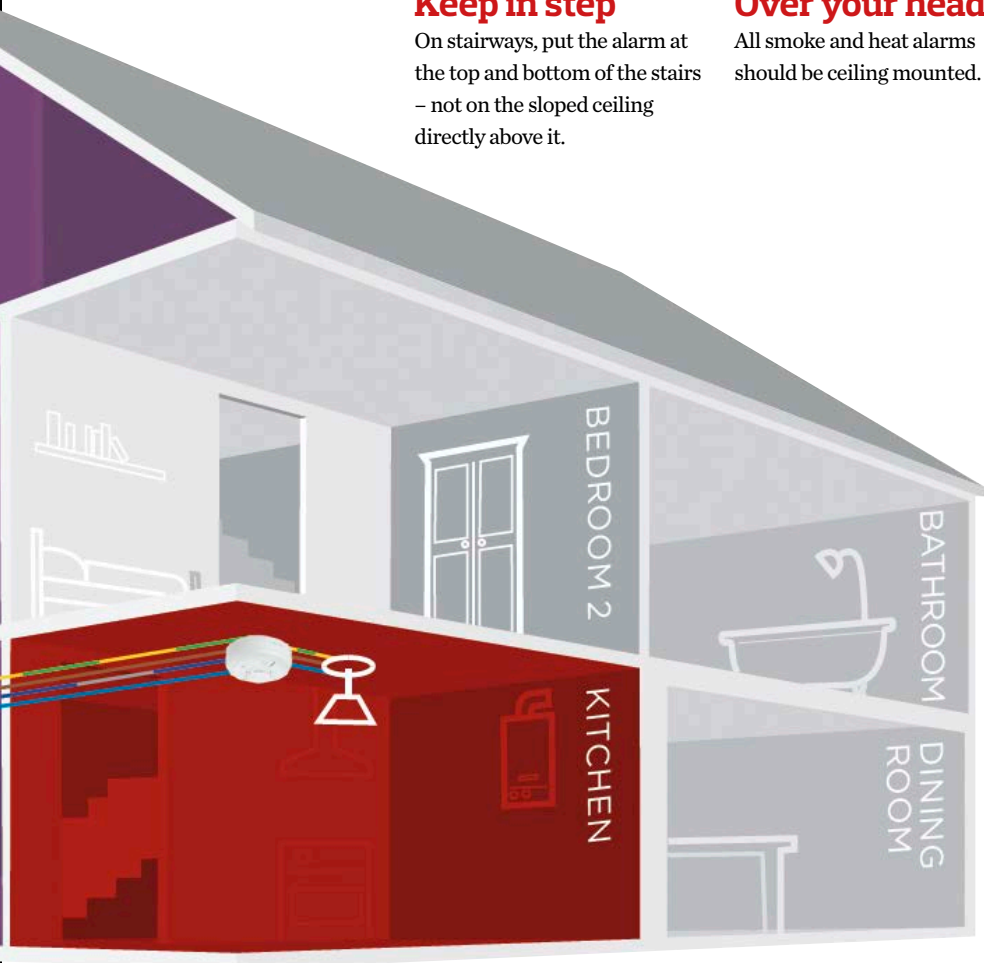 Keep in step
On stairways, put the alarm at
the top and bottom of the stairs
– not on the sloped ceiling
directly above it.
Over your head
All smoke and heat alarms
should be ceiling mounted.
BEDROOM 2
BATHROOM
KITCHEN
DINING
ROOM